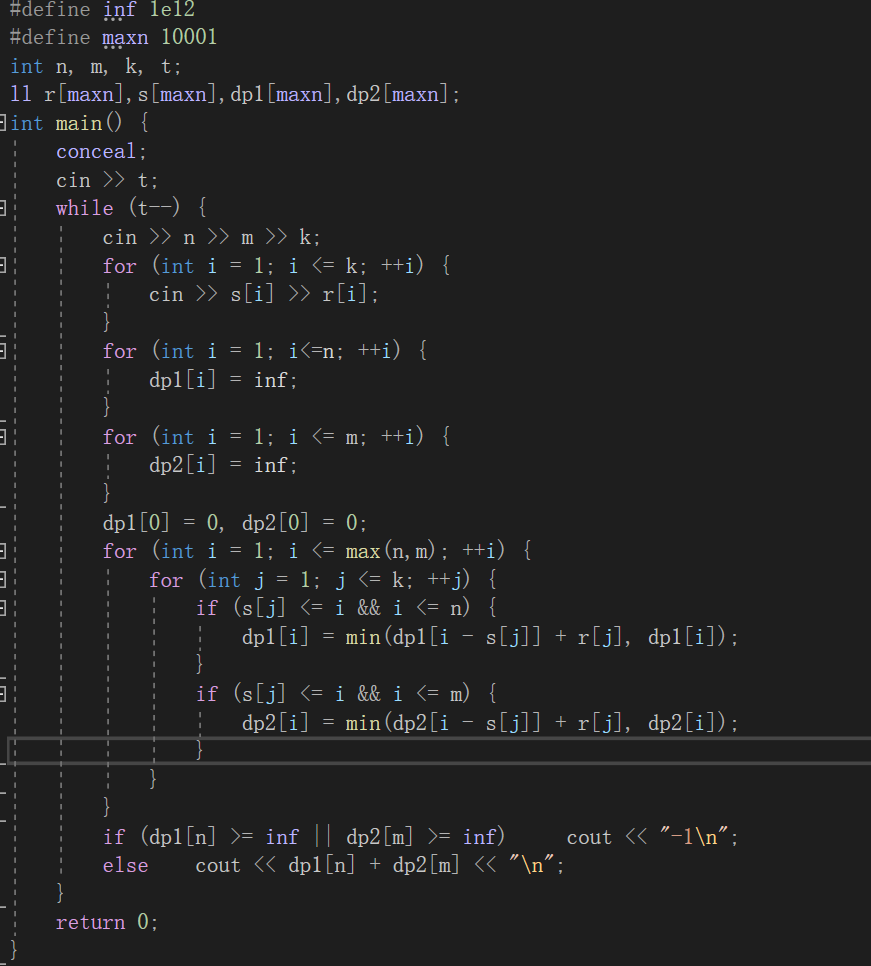 #define inf 1e12
#define maxn 10001
int n, m, k, t;
ll r[maxn],s[maxn],dp1[maxn],dp2[maxn];
int main() {
    conceal;
    cin >> t;
    while (t--) {
        cin >> n >> m >> k;
        for (int i = 1; i <= k; ++i) {
            cin >> s[i] >> r[i];
        }
        for (int i = 1; i<=n; ++i) {
            dp1[i] = inf;
        }
        for (int i = 1; i <= m; ++i) {
            dp2[i] = inf;
        }
        dp1[0] = 0, dp2[0] = 0;
        for (int i = 1; i <= max(n,m); ++i) {
            for (int j = 1; j <= k; ++j) {
                if (s[j] <= i && i <= n) {
                    dp1[i] = min(dp1[i - s[j]] + r[j], dp1[i]);
                }
                if (s[j] <= i && i <= m) {
                    dp2[i] = min(dp2[i - s[j]] + r[j], dp2[i]);
                }
            }
        }
        if (dp1[n] >= inf || dp2[m] >= inf)     cout << "-1\n";
        else    cout << dp1[n] + dp2[m] << "\n";
    }
    return 0;
}